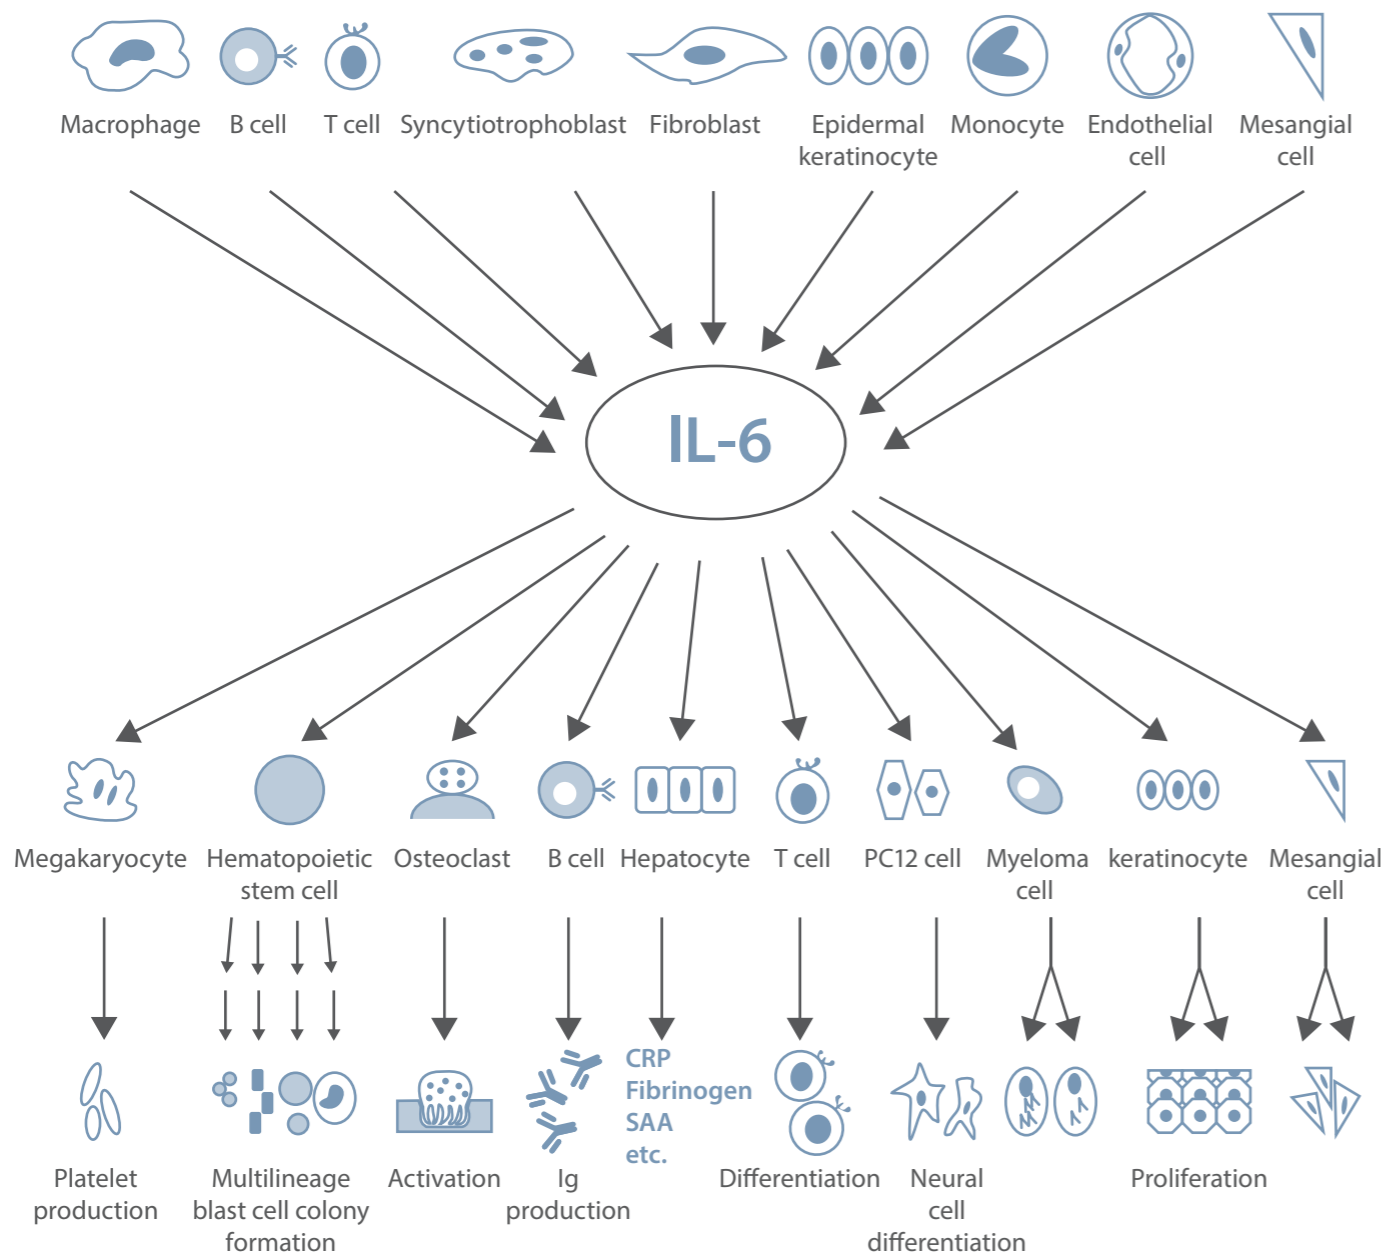 Macrophage
B cell
T cell
Syncytiotrophoblast
Fibroblast
Epidermal
keratinocyte
Monocyte
Endothelial
cell
Mesangial
cell
IL-6
Megakaryocyte
Hematopoietic
stem cell
Osteoclast
B cell
Hepatocyte
T cell
PC12 cell
Myeloma
cell
keratinocyte
Mesangial
cell
CRP
Fibrinogen
SAA
etc.
Platelet
production
Multilineage
blast cell colony
formation
Activation
Ig
production
Differentiation
Neural
cell
differentiation
Proliferation